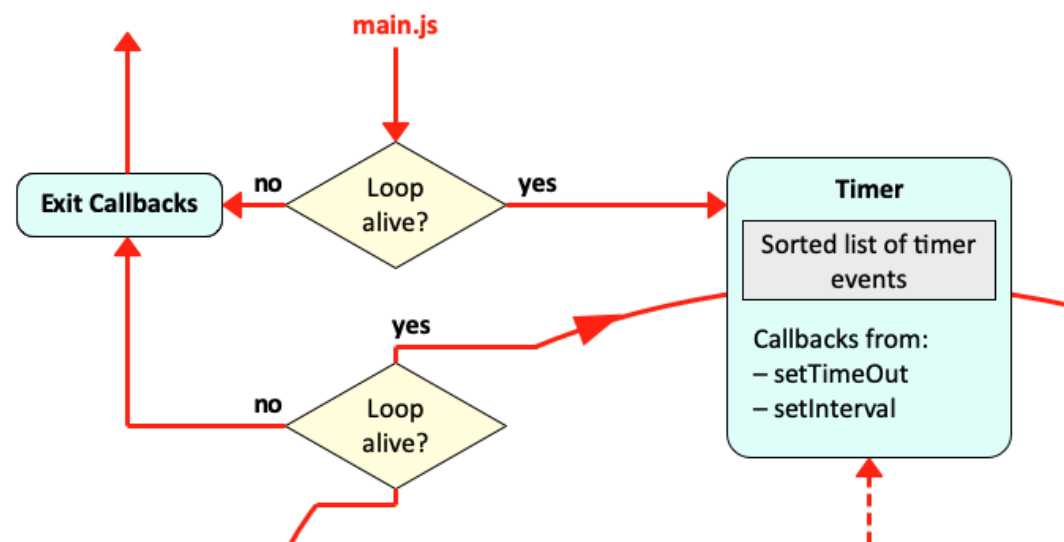 main.js
no
Loop
alive?
yes
Exit Callbacks
Timer
Sorted list of timer
events
Callbacks from:
– setTimeOut
– setInterval
yes
no
Loop
alive?